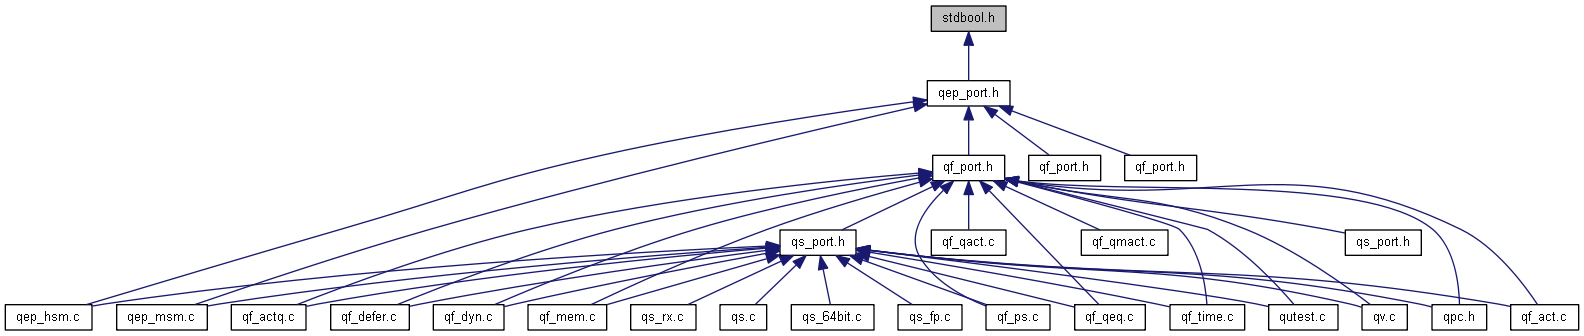 stdbool.h
qep_port.h
qf_port.h
qf_port.h
qf_port.h
qs_port.h
qf_qact.c
qf_qmact.c
qs_port.h
qep_hsm.c
qep_msm.c
qf_actq.c
qf_defer.c
qf_dyn.c
qf_mem.c
qs_rx.c
qs.c
qs_64bit.c
qs_fp.c
qf_ps.c
qf_qeq.c
qf_time.c
qutest.c
qv.c
qpc.h
qf_act.c